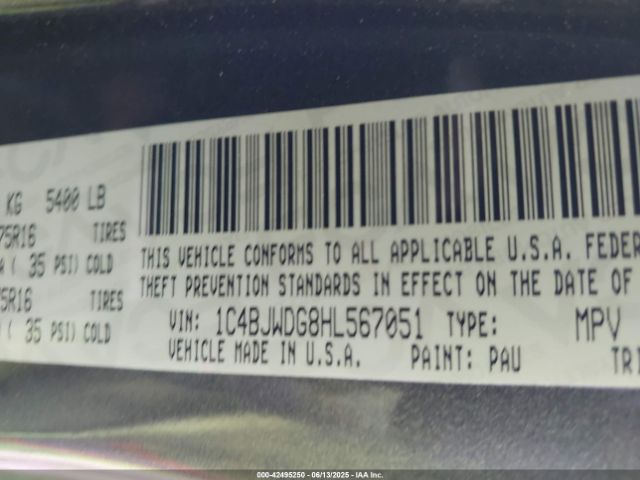 KG 5400 LB
75R16 TIRES
( 35 PSI) COLD
5R16 TIRES
( 35 PSI) COLD
THIS VEHICLE CONFORMS TO ALL APPLICABLE U.S.A. FEDER
THEFT PREVENTION STANDARDS IN EFFECT ON THE DATE OF
VIN: 1C4BJWDG8HL567051 TYPE: MPV
VEHICLE MADE IN U.S.A. PAINT: PAU TRI
000-42495250 - 06/13/2025 - IAA Inc.